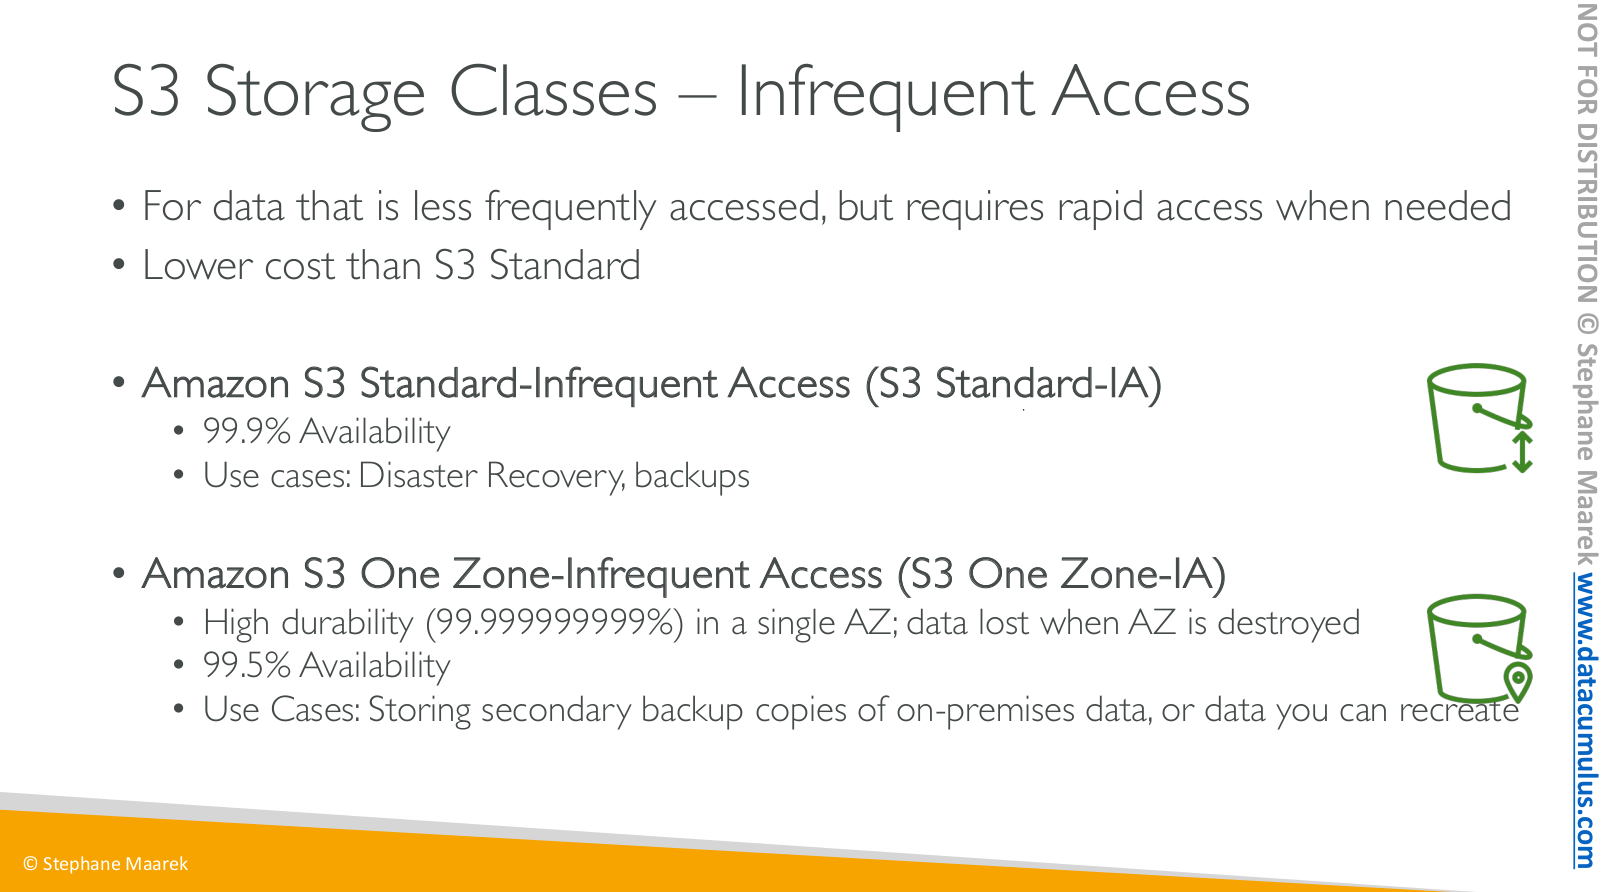 S3 Storage Classes – Infrequent Access
• For data that is less frequently accessed, but requires rapid access when needed
• Lower cost than S3 Standard
• Amazon S3 Standard-Infrequent Access (S3 Standard-IA)
• 99.9% Availability
• Use cases: Disaster Recovery, backups
• Amazon S3 One Zone-Infrequent Access (S3 One Zone-IA)
• High durability (99.999999999%) in a single AZ; data lost when AZ is destroyed
• 99.5% Availability
• Use Cases: Storing secondary backup copies of on-premises data, or data you can recreate
© Stephane Maarek
NOT FOR DISTRIBUTION © Stephane Maarek www.datacumulus.com